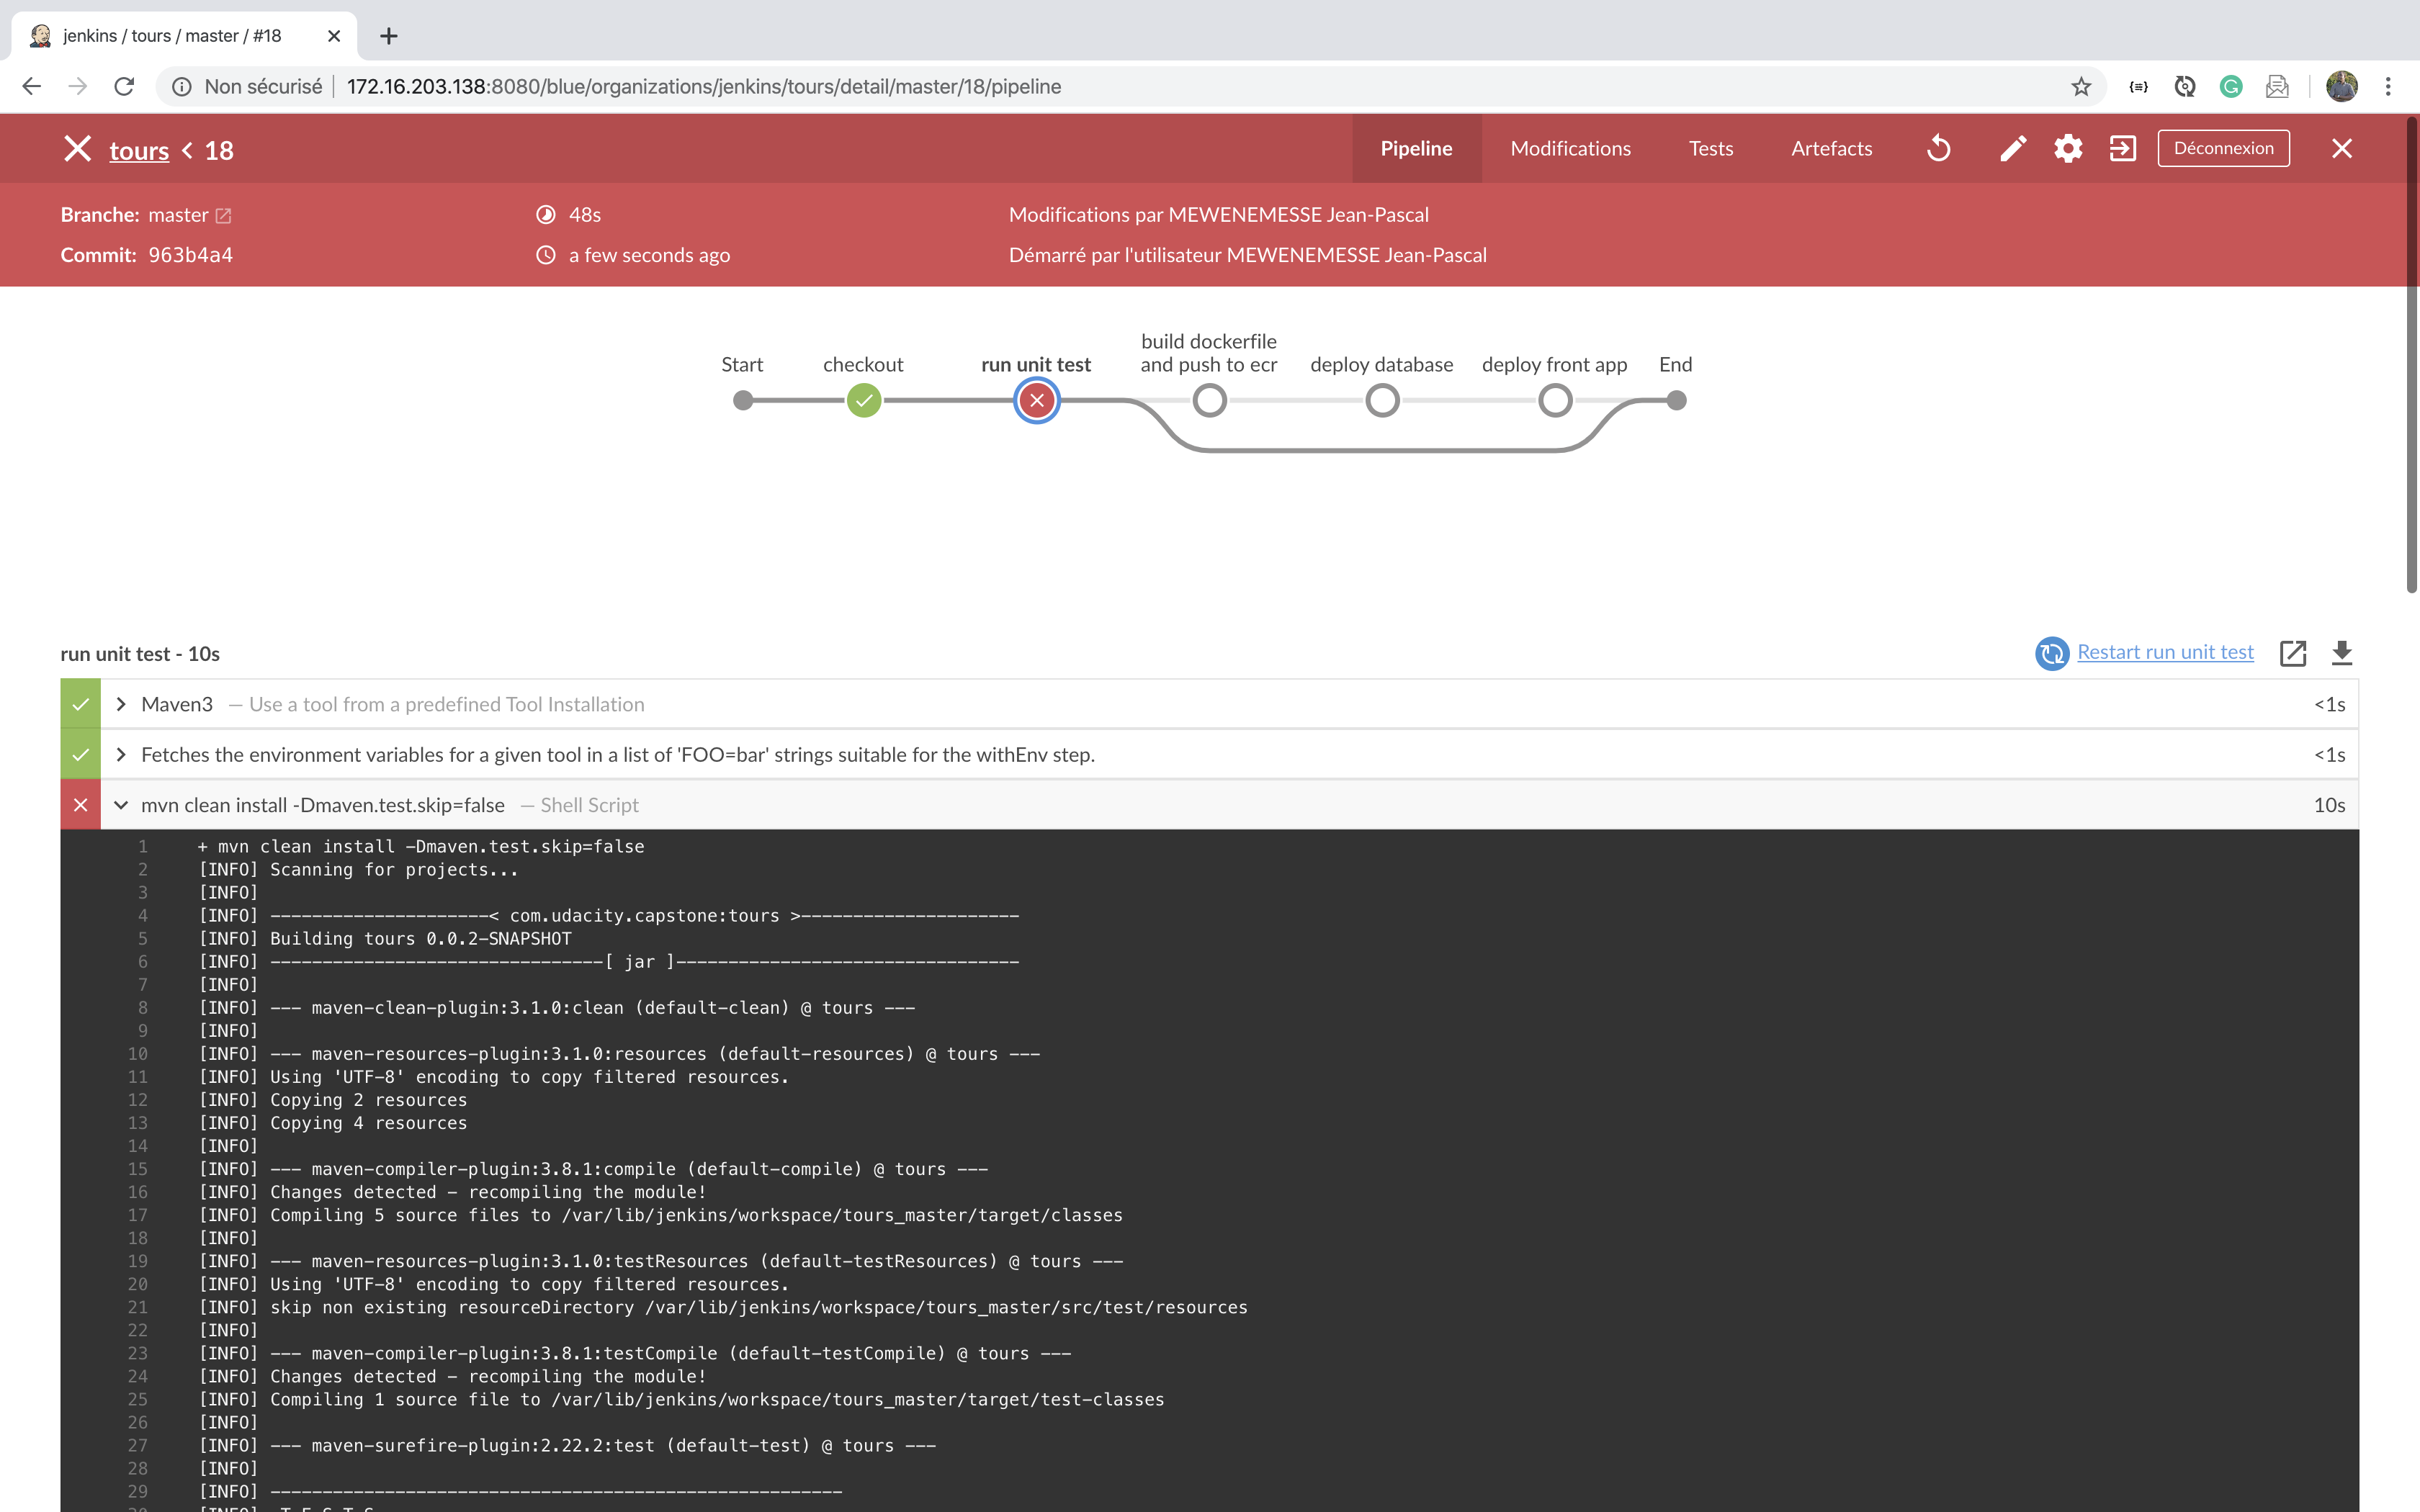 jenkins / tours / master / #18
Non sécurisé 172.16.203.138:8080/blue/organizations/jenkins/tours/detail/master/18/pipeline
tours < 18 Pipeline Modifications Tests Artefacts Déconnexion
Branche: master 48s Modifications par MEWENEMESSE Jean-Pascal
Commit: 963b4a4 a few seconds ago Démarré par l'utilisateur MEWENEMESSE Jean-Pascal
build dockerfile
Start checkout run unit test and push to ecr deploy database deploy front app End
run unit test - 10s Restart run unit test
Maven3 — Use a tool from a predefined Tool Installation <1s
Fetches the environment variables for a given tool in a list of 'FOO=bar' strings suitable for the withEnv step. <1s
mvn clean install -Dmaven.test.skip=false — Shell Script 10s
1 + mvn clean install -Dmaven.test.skip=false
2 [INFO] Scanning for projects...
3 [INFO]
4 [INFO] ---------------------< com.udacity.capstone:tours >---------------------
5 [INFO] Building tours 0.0.2-SNAPSHOT
6 [INFO] --------------------------------[ jar ]---------------------------------
7 [INFO]
8 [INFO] --- maven-clean-plugin:3.1.0:clean (default-clean) @ tours ---
9 [INFO]
10 [INFO] --- maven-resources-plugin:3.1.0:resources (default-resources) @ tours ---
11 [INFO] Using 'UTF-8' encoding to copy filtered resources.
12 [INFO] Copying 2 resources
13 [INFO] Copying 4 resources
14 [INFO]
15 [INFO] --- maven-compiler-plugin:3.8.1:compile (default-compile) @ tours ---
16 [INFO] Changes detected - recompiling the module!
17 [INFO] Compiling 5 source files to /var/lib/jenkins/workspace/tours_master/target/classes
18 [INFO]
19 [INFO] --- maven-resources-plugin:3.1.0:testResources (default-testResources) @ tours ---
20 [INFO] Using 'UTF-8' encoding to copy filtered resources.
21 [INFO] skip non existing resourceDirectory /var/lib/jenkins/workspace/tours_master/src/test/resources
22 [INFO]
23 [INFO] --- maven-compiler-plugin:3.8.1:testCompile (default-testCompile) @ tours ---
24 [INFO] Changes detected - recompiling the module!
25 [INFO] Compiling 1 source file to /var/lib/jenkins/workspace/tours_master/target/test-classes
26 [INFO]
27 [INFO] --- maven-surefire-plugin:2.22.2:test (default-test) @ tours ---
28 [INFO]
29 [INFO] -------------------------------------------------------
30 [INFO] T E S T S